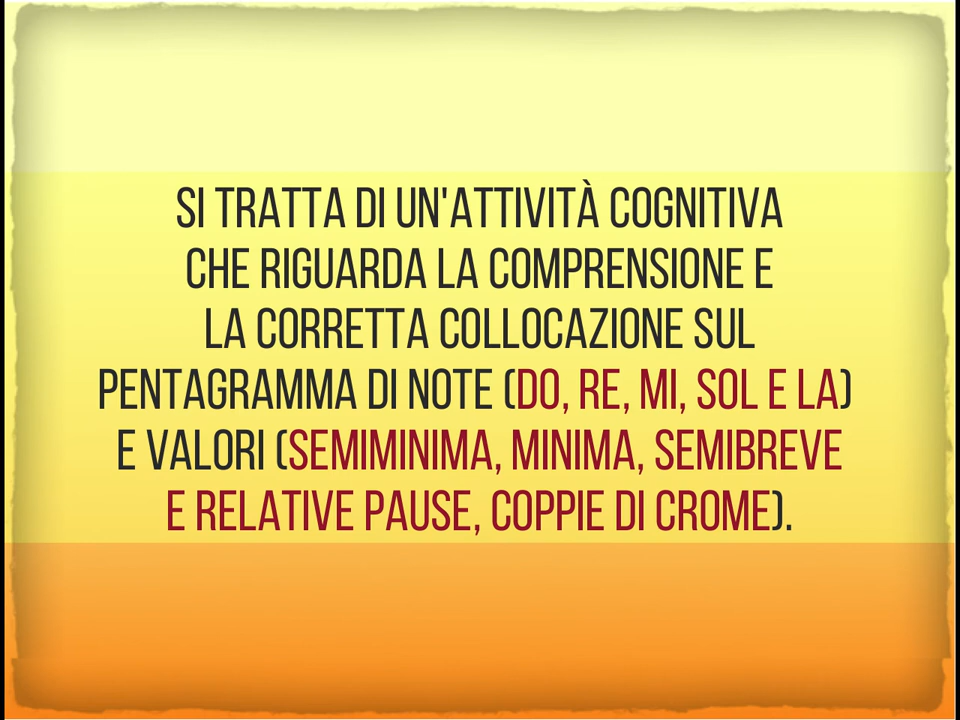 SI TRATTA DI UN'ATTIVITÀ COGNITIVA
CHE RIGUARDA LA COMPRENSIONE E
LA CORRETTA COLLOCAZIONE SUL
PENTAGRAMMA DI NOTE (DO, RE, MI, SOL E LA)
E VALORI (SEMIMINIMA, MINIMA, SEMIBREVE
E RELATIVE PAUSE, COPPIE DI CROME).